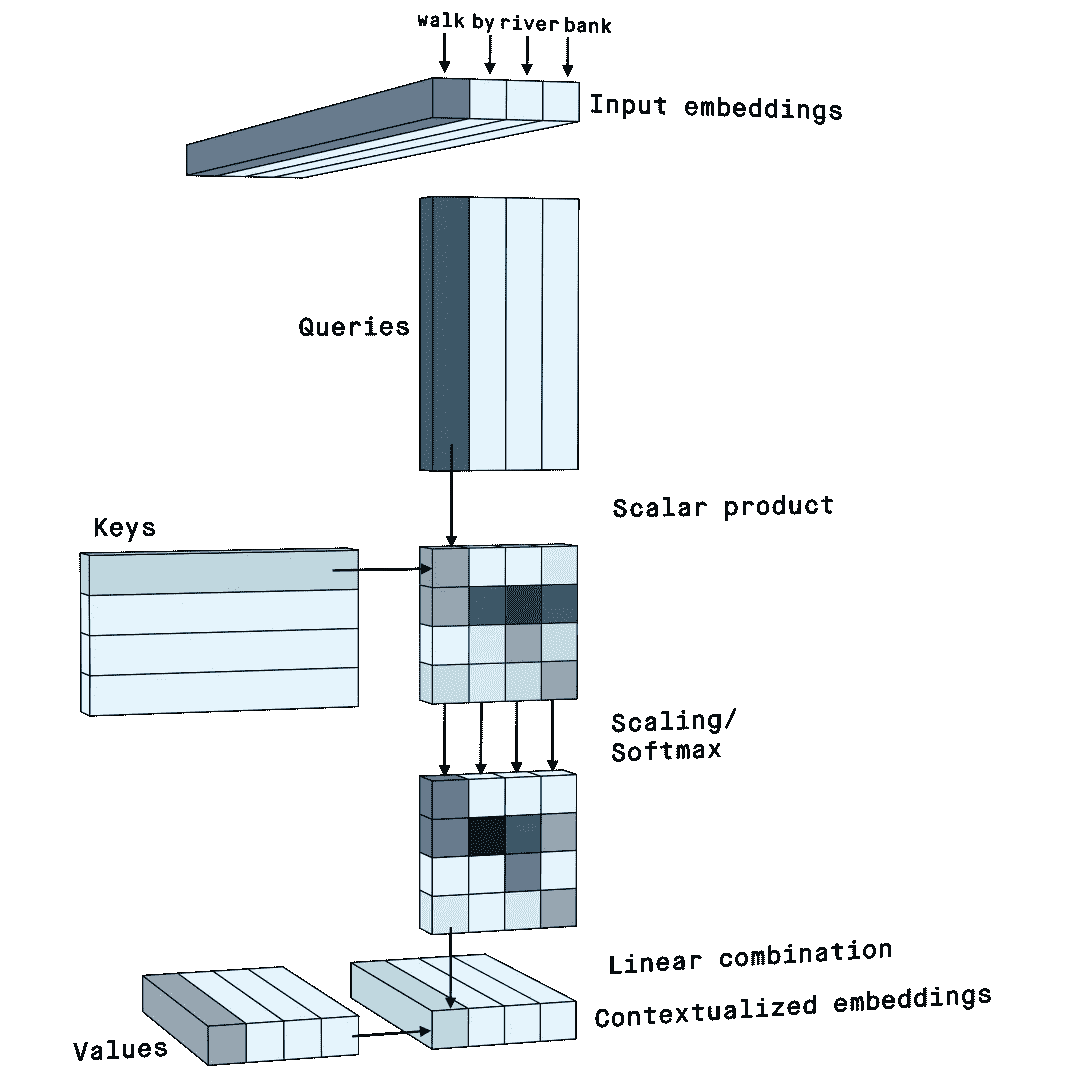 walk by river bank
Input embeddings
Queries
Scalar product
Keys
Scaling/
Softmax
Linear combination
Contextualized embeddings
Values